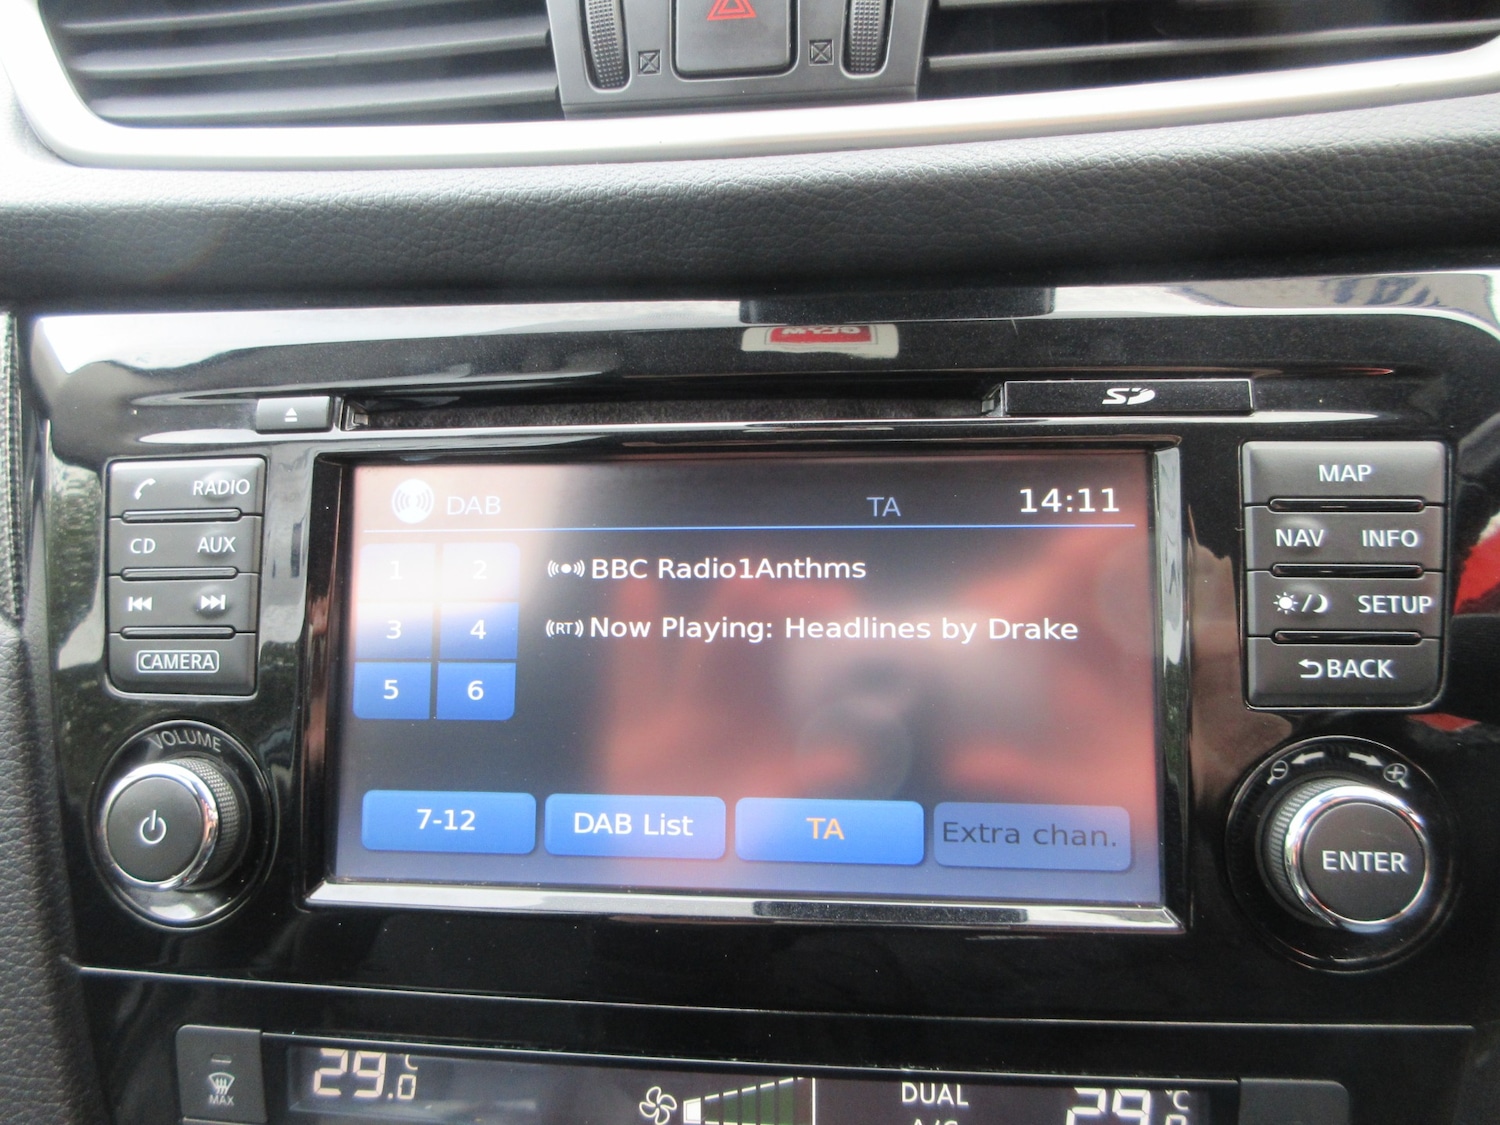 SD
RADIO
CD AUX
CAMERA
VOLUME
DAB TA 14:11
1 2
3 4
5 6
BBC Radio1Anthms
(RT) Now Playing: Headlines by Drake
7-12 DAB List TA Extra chan.
MAP
NAV INFO
SETUP
BACK
ENTER
MAX
29.0
DUAL
A/C
29 °C